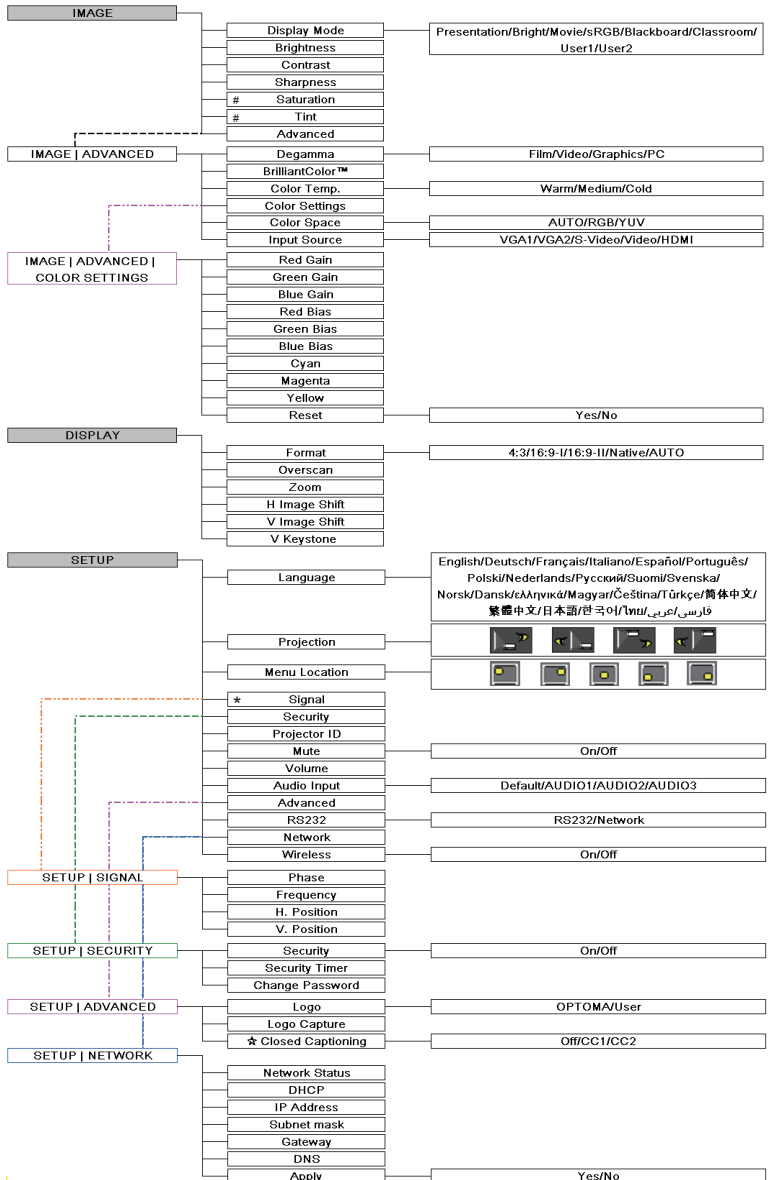 IMAGE
Display Mode
Presentation/Bright/Movie/sRGB/Blackboard/Classroom/
User1/User2
Brightness
Contrast
Sharpness
# Saturation
# Tint
Advanced
IMAGE | ADVANCED
Degamma
Film/Video/Graphics/PC
BrilliantColor™
Color Temp.
Warm/Medium/Cold
Color Settings
Color Space
AUTO/RGB/YUV
Input Source
VGA1/VGA2/S-Video/Video/HDMI
IMAGE | ADVANCED |
COLOR SETTINGS
Red Gain
Green Gain
Blue Gain
Red Bias
Green Bias
Blue Bias
Cyan
Magenta
Yellow
Reset
Yes/No
DISPLAY
Format
4:3/16:9-I/16:9-II/Native/AUTO
Overscan
Zoom
H Image Shift
V Image Shift
V Keystone
SETUP
Language
English/Deutsch/Français/Italiano/Español/Português/
Polski/Nederlands/Русский/Suomi/Svenska/
Norsk/Dansk/ελληνικά/Magyar/Čeština/Türkçe/简体中文/
繁體中文/日本語/한국어/ไทย/عربي/فارسی
Projection
Menu Location
* Signal
Security
Projector ID
Mute
On/Off
Volume
Audio Input
Default/AUDIO1/AUDIO2/AUDIO3
Advanced
RS232
RS232/Network
Network
Wireless
On/Off
SETUP | SIGNAL
Phase
Frequency
H. Position
V. Position
SETUP | SECURITY
Security
On/Off
Security Timer
Change Password
SETUP | ADVANCED
Logo
OPTOMA/User
Logo Capture
☆ Closed Captioning
Off/CC1/CC2
SETUP | NETWORK
Network Status
DHCP
IP Address
Subnet mask
Gateway
DNS
Apply
Yes/No